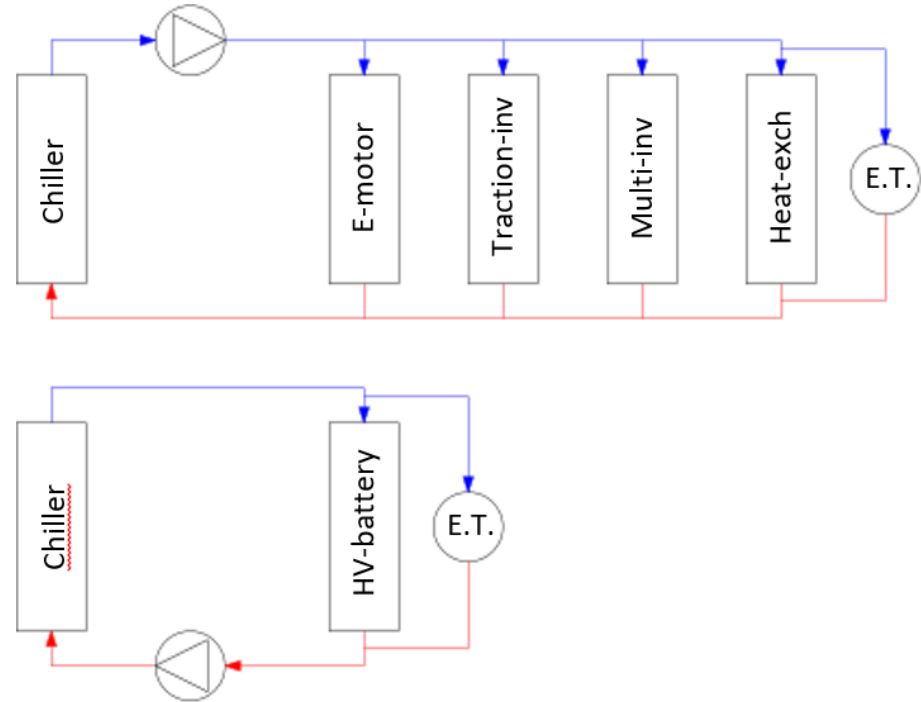 Chiller
E-motor
Traction-inv
Multi-inv
Heat-exch
E.T.
Chiller
HV-battery
E.T.